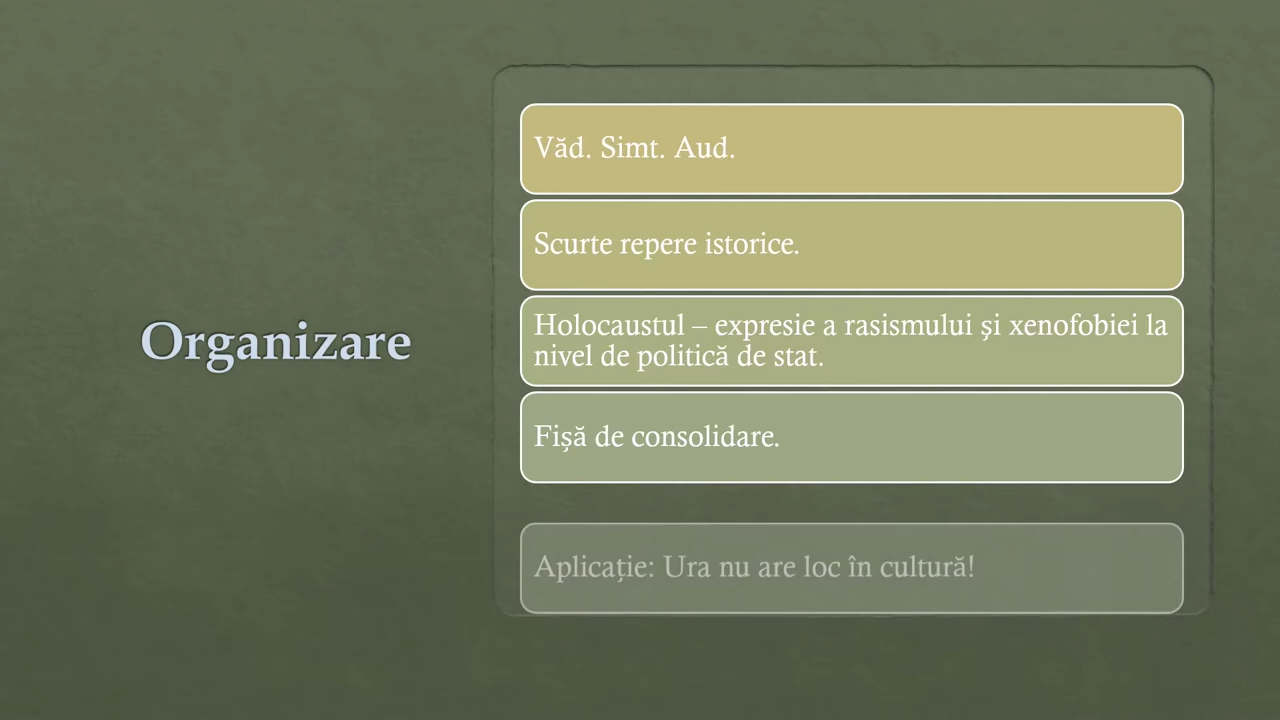 Organizare
Văd. Simt. Aud.
Scurte repere istorice.
Holocaustul – expresie a rasismului și xenofobiei la
nivel de politică de stat.
Fișă de consolidare.
Aplicație: Ura nu are loc în cultură!